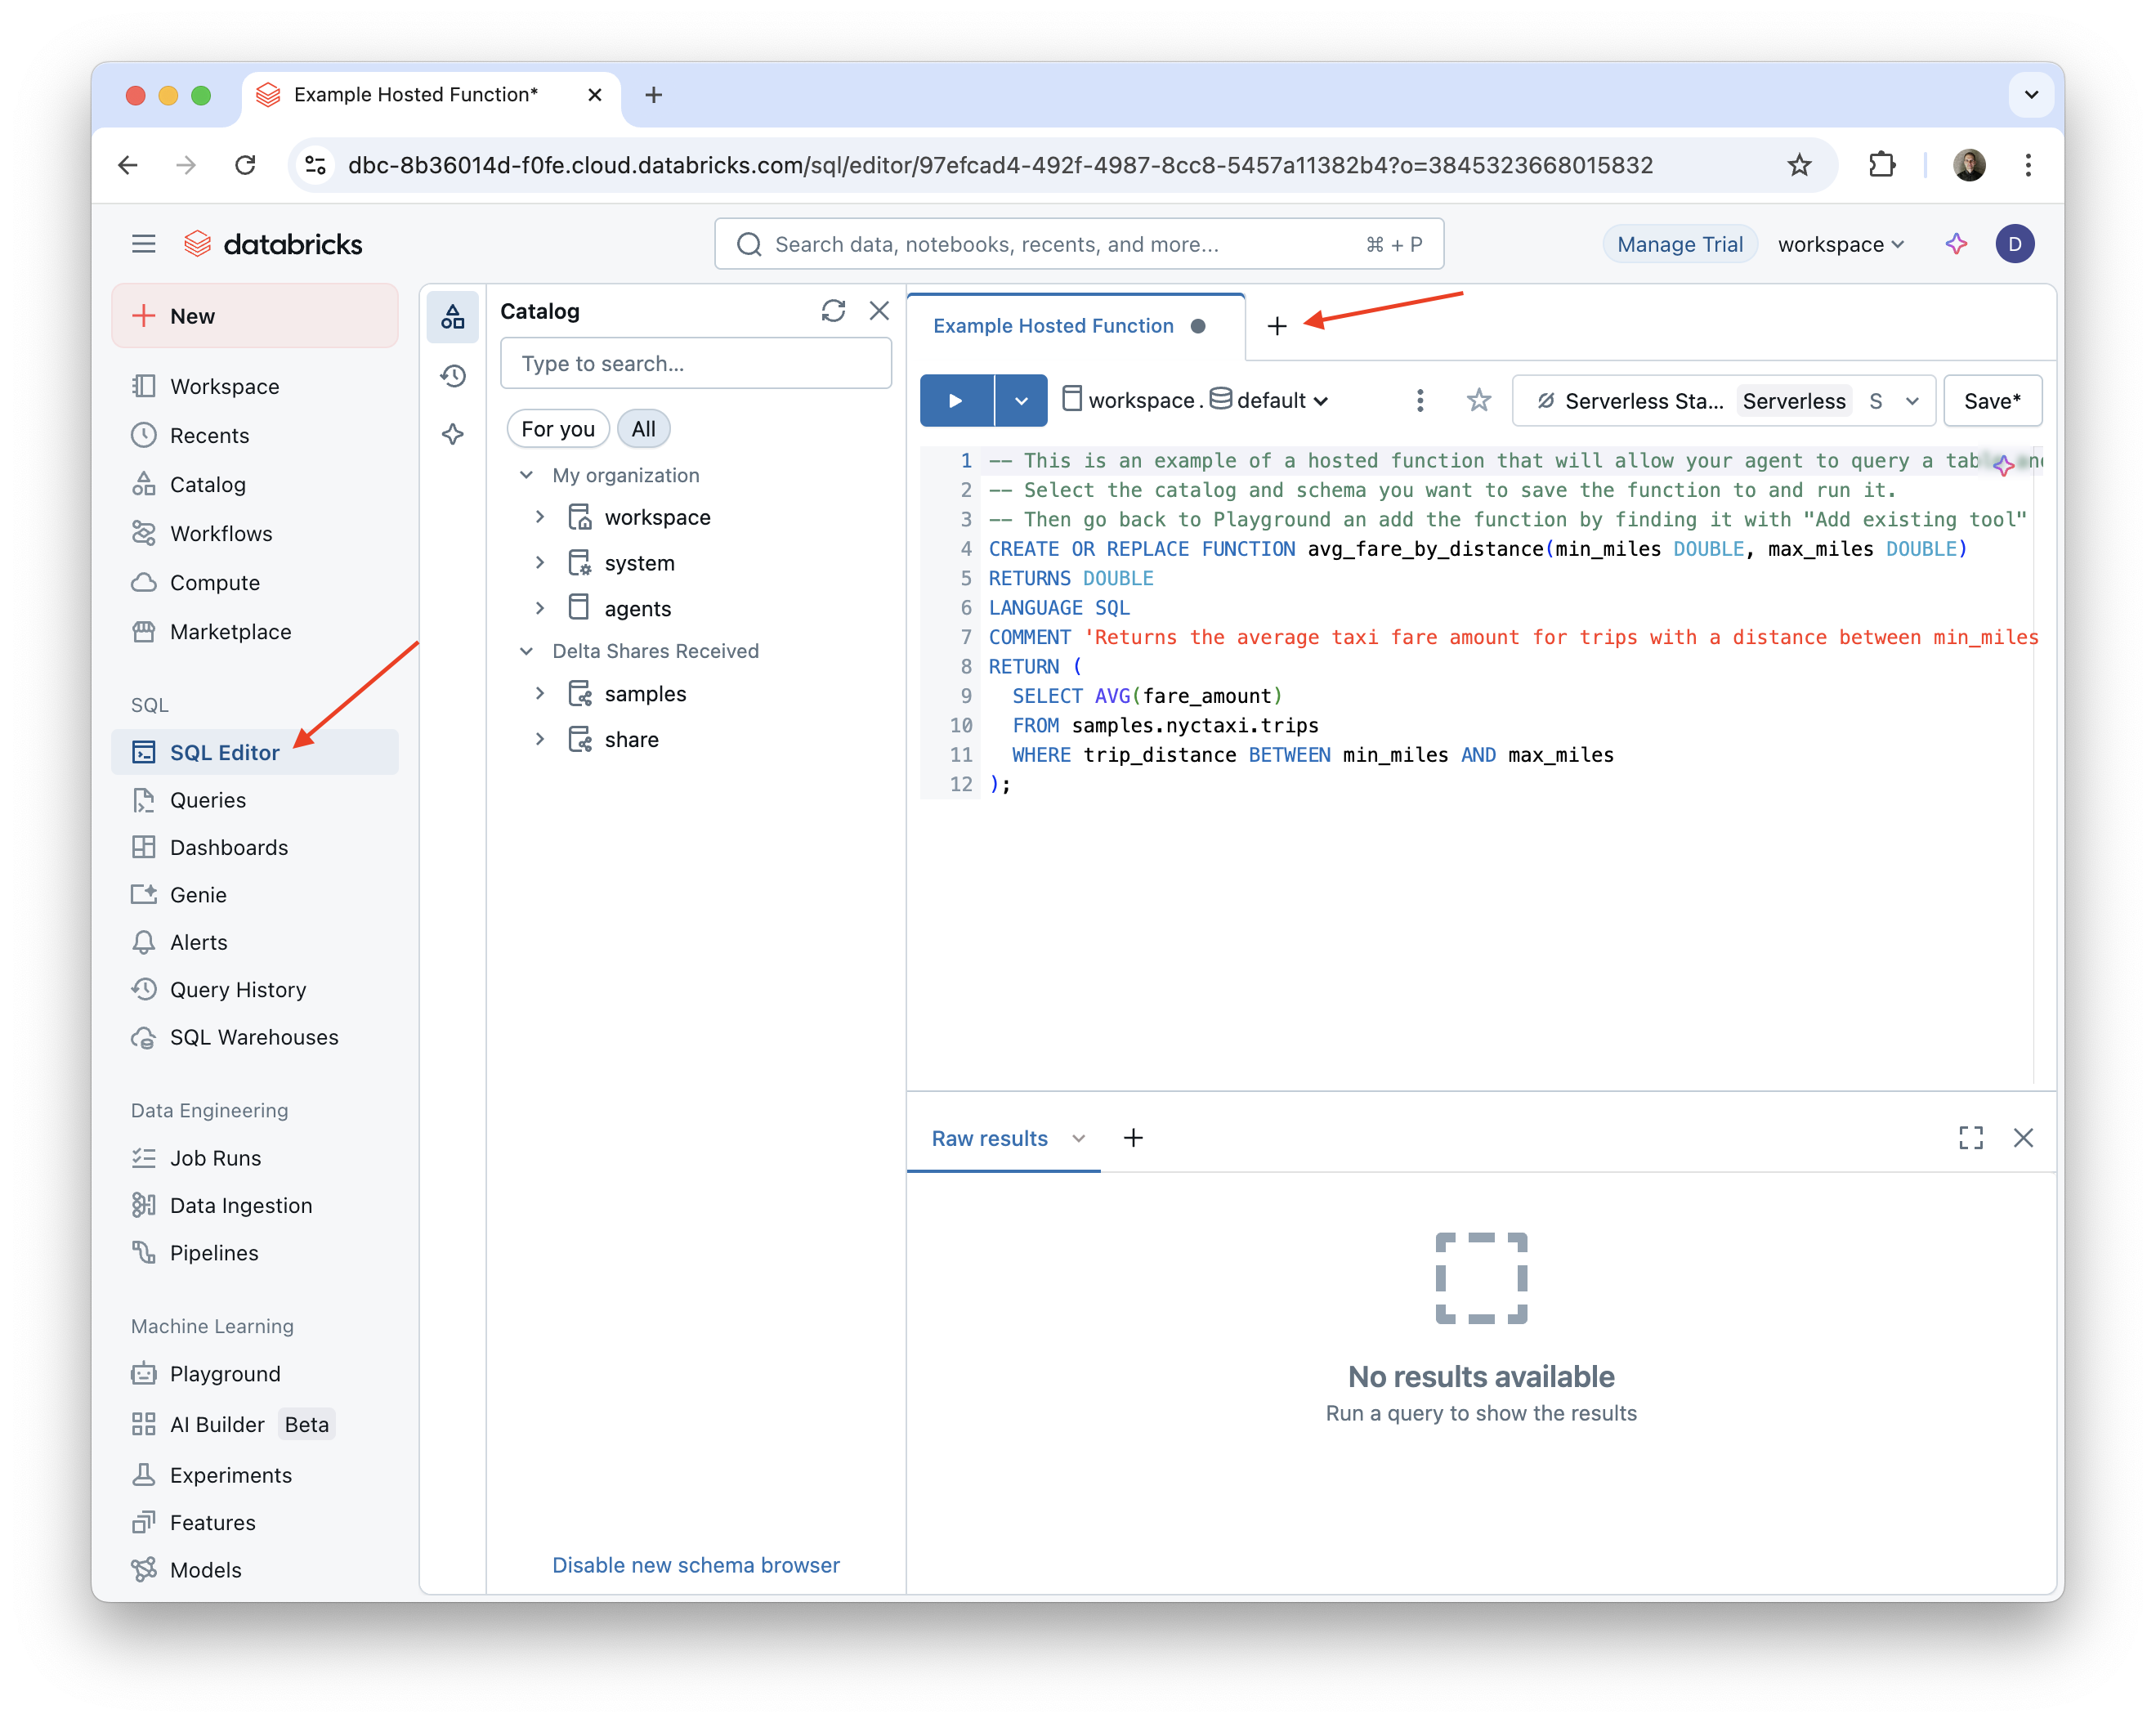 Example Hosted Function*
dbc-8b36014d-f0fe.cloud.databricks.com/sql/editor/97efcad4-492f-4987-8cc8-5457a11382b4?o=3845323668015832
databricks
Search data, notebooks, recents, and more...
⌘ + P
Manage Trial
workspace
D
New
Workspace
Recents
Catalog
Workflows
Compute
Marketplace
SQL
SQL Editor
Queries
Dashboards
Genie
Alerts
Query History
SQL Warehouses
Data Engineering
Job Runs
Data Ingestion
Pipelines
Machine Learning
Playground
AI Builder Beta
Experiments
Features
Models
Catalog
Type to search...
For you
All
My organization
workspace
system
agents
Delta Shares Received
samples
share
Disable new schema browser
Example Hosted Function
workspace . default
Serverless Sta... Serverless S
Save*
1 -- This is an example of a hosted function that will allow your agent to query a
2 -- Select the catalog and schema you want to save the function to and run it.
3 -- Then go back to Playground an add the function by finding it with "Add existing tool"
4 CREATE OR REPLACE FUNCTION avg_fare_by_distance(min_miles DOUBLE, max_miles DOUBLE)
5 RETURNS DOUBLE
6 LANGUAGE SQL
7 COMMENT 'Returns the average taxi fare amount for trips with a distance between min_miles
8 RETURN (
9 SELECT AVG(fare_amount)
10 FROM samples.nyctaxi.trips
11 WHERE trip_distance BETWEEN min_miles AND max_miles
12 );
Raw results
No results available
Run a query to show the results